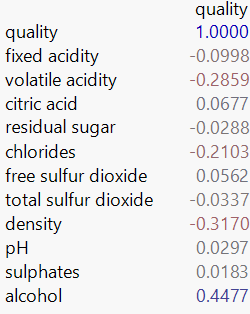 quality
quality 1.0000
fixed acidity -0.0998
volatile acidity -0.2859
citric acid 0.0677
residual sugar -0.0288
chlorides -0.2103
free sulfur dioxide 0.0562
total sulfur dioxide -0.0337
density -0.3170
pH 0.0297
sulphates 0.0183
alcohol 0.4477